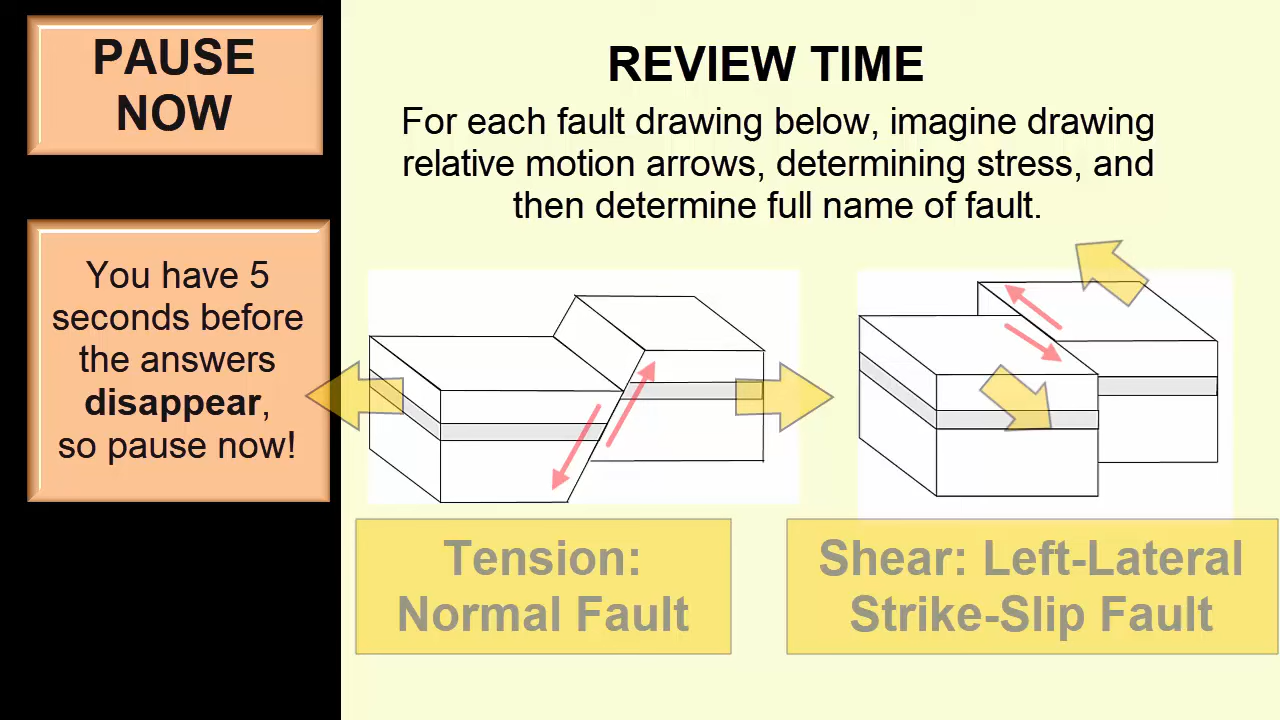 PAUSE
NOW
You have 5
seconds before
the answers
disappear,
so pause now!
REVIEW TIME
For each fault drawing below, imagine drawing
relative motion arrows, determining stress, and
then determine full name of fault.
Tension:
Normal Fault
Shear: Left-Lateral
Strike-Slip Fault